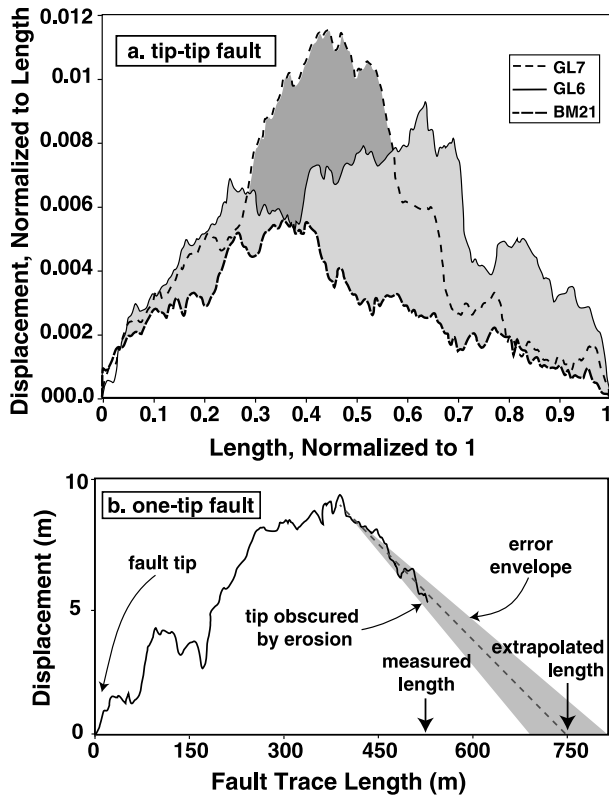 a. tip-tip fault
GL7
GL6
BM21
Displacement, Normalized to Length
0.012
0.01
0.008
0.006
0.004
0.002
000.0
0
0.1
0.2
0.3
0.4
0.5
0.6
0.7
0.8
0.9
1
Length, Normalized to 1
b. one-tip fault
Displacement (m)
10
5
0
fault tip
tip obscured
by erosion
error
envelope
measured
length
extrapolated
length
0
150
300
450
600
750
Fault Trace Length (m)